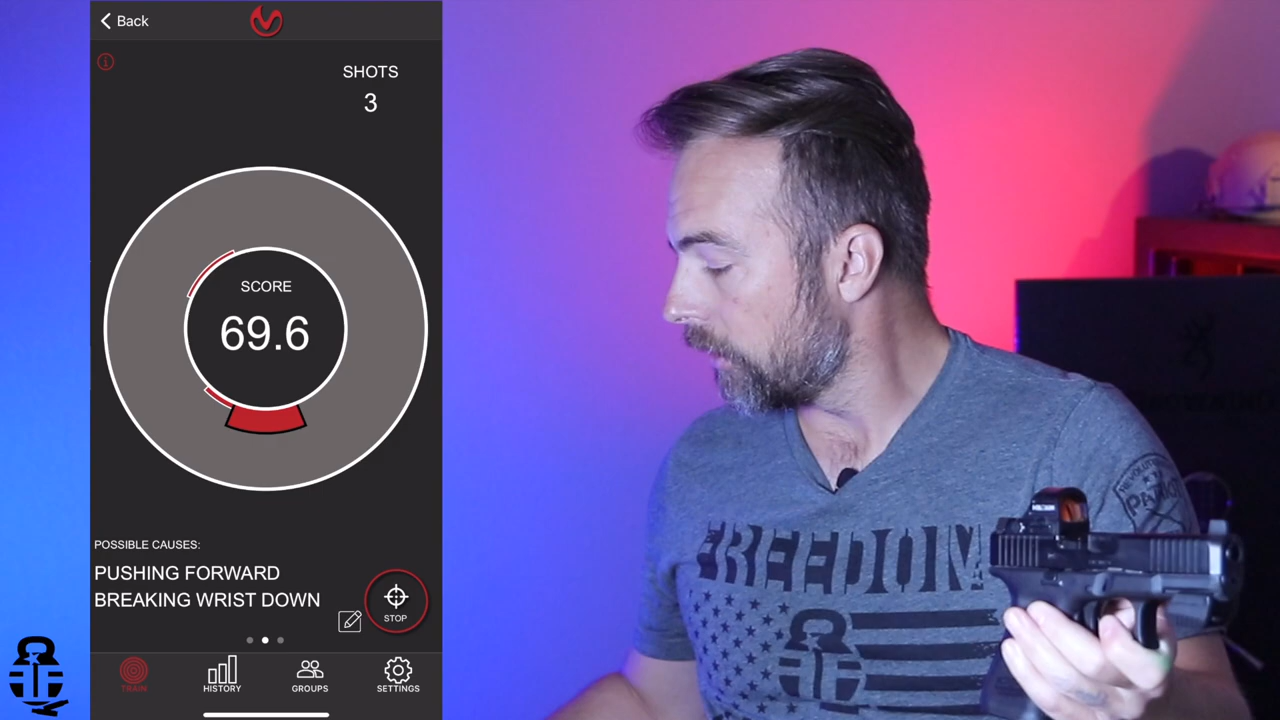 Back
SHOTS
3
SCORE
69.6
POSSIBLE CAUSES:
PUSHING FORWARD
BREAKING WRIST DOWN
STOP
TRAIN
HISTORY
GROUPS
SETTINGS
FREEDOM